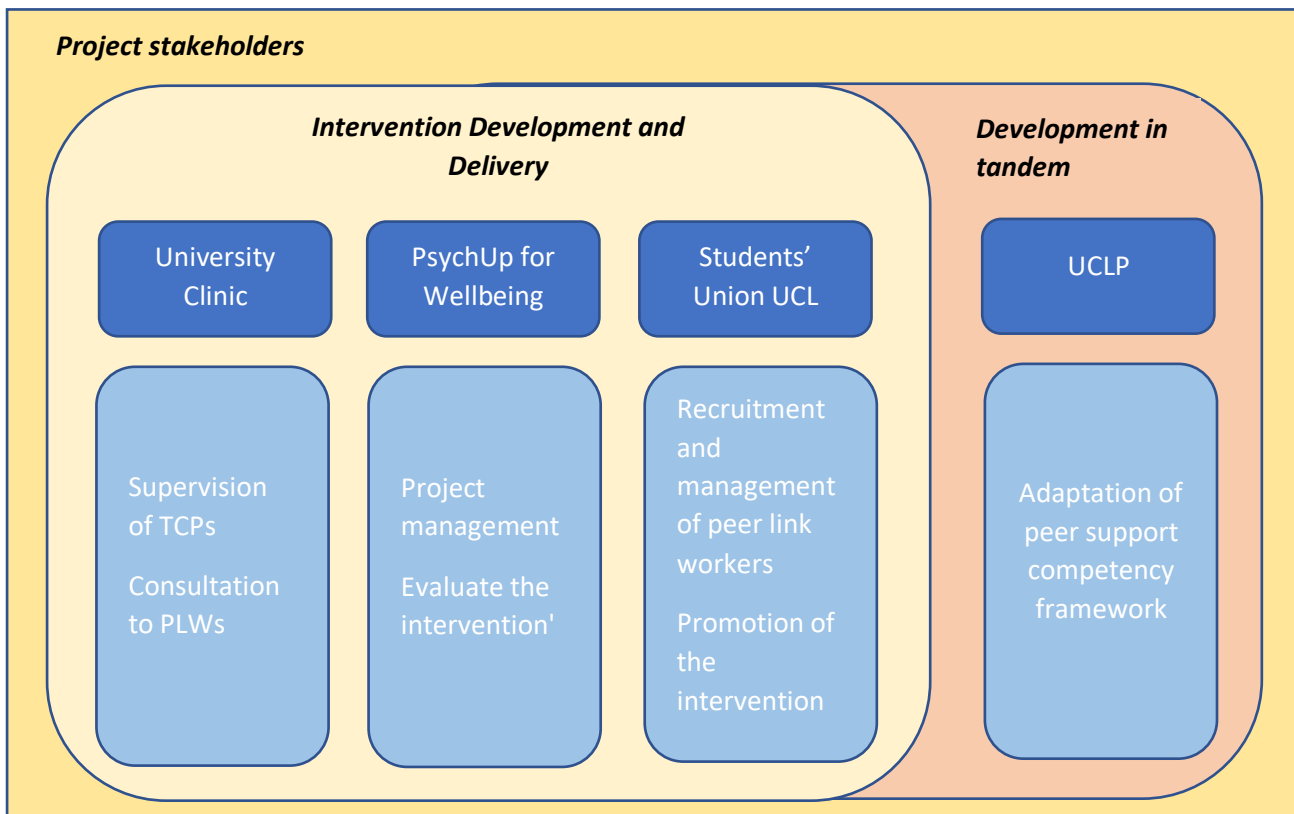 Project stakeholders
Intervention Development and
Delivery
Development in
tandem
University
Clinic
PsychUp for
Wellbeing
Students’
Union UCL
UCLP
Supervision
of TCPs
Consultation
to PLWs
Project
management
Evaluate the
intervention'
Recruitment
and
management
of peer link
workers
Promotion of
the
intervention
Adaptation of
peer support
competency
framework